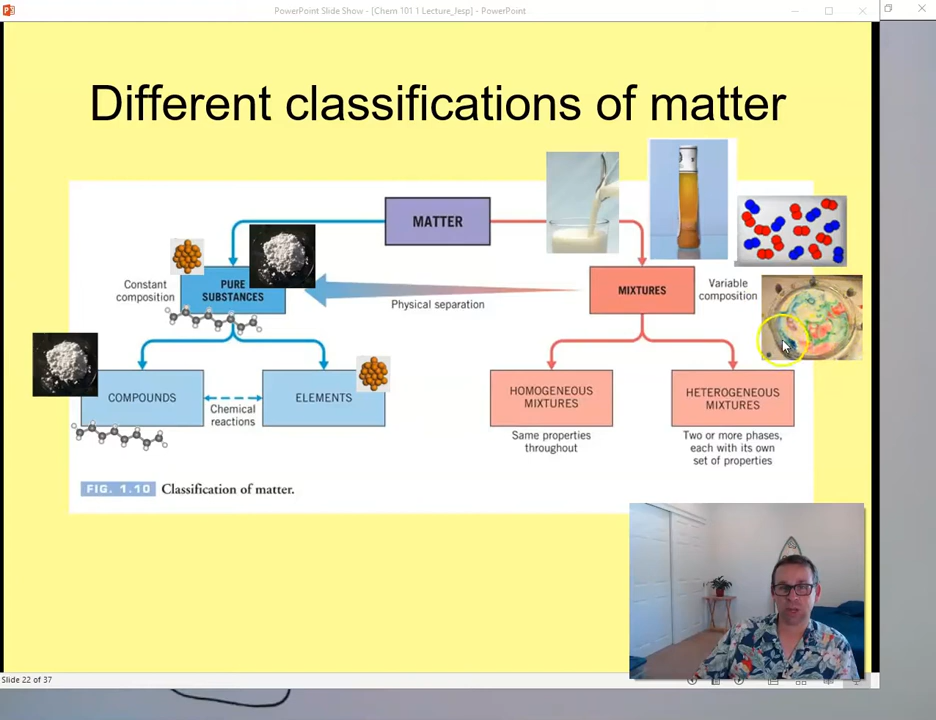 PowerPoint Slide Show - [Chem 101 1 Lecture_Jesp] - PowerPoint
Different classifications of matter
MATTER
Constant
composition
PURE
SUBSTANCES
Physical separation
MIXTURES
Variable
composition
COMPOUNDS
Chemical
reactions
ELEMENTS
HOMOGENEOUS
MIXTURES
Same properties
throughout
HETEROGENEOUS
MIXTURES
Two or more phases,
each with its own
set of properties
FIG. 1.10 Classification of matter.
Slide 22 of 37